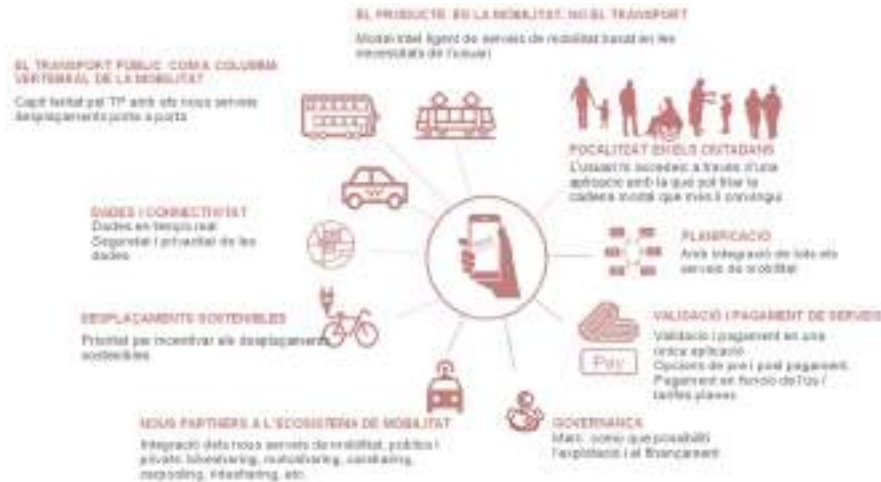 EL PRODUCTE ES LA MOBILITAT, NO EL TRANSPORT
Model intel·ligent de serveis de mobilitat basat en les
necessitats de l'usuari
EL TRANSPORT PÚBLIC COM A COLUMNA
VERTEBRAL DE LA MOBILITAT
Capil·laritat pel TP amb els nous serveis
desplaçaments porta a porta
FOCALITZAT EN ELS CIUTADANS
L'usuari hi accedeix a través d'una
aplicació amb la que pot triar la
cadena modal que més li convingui
DADES I CONNECTIVITAT
Dades en temps real
Seguretat i privacitat de les
dades
PLANIFICACIÓ
Amb integració de tots els
serveis de mobilitat
DESPLAÇAMENTS SOSTENIBLES
Prioritat per incentivar els desplaçaments
sostenibles
VALIDACIÓ I PAGAMENT DE SERVEIS
Validació i pagament en una
única aplicació
Opcions de pre i post pagament.
Pagament en funció de l'ús /
tarifes planes
Pay
NOUS PARTNERS A L'ECOSISTEMA DE MOBILITAT
Integració dels nous serveis de mobilitat, públics i
privats: bikesharing, motosharing, carsharing,
carpooling, ridesharing, etc.
GOVERNANÇA
Marc comú que possibiliti
l'explotació i el finançament